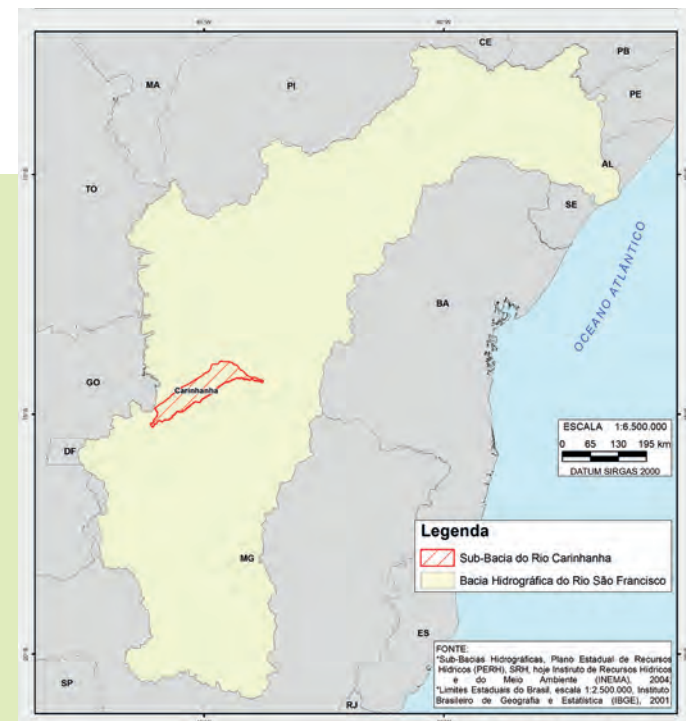 CE
PB
MA
PI
PE
AL
TO
SE
BA
OCEANO ATLÂNTICO
GO
Carinhanha
DF
ESCALA 1:6.500.000
0 65 130 195 km
DATUM SIRGAS 2000
Legenda
Sub-Bacia do Rio Carinhanha
Bacia Hidrográfica do Rio São Francisco
MG
ES
SP
RJ
FONTE:
*Sub-Bacias Hidrográficas, Plano Estadual de Recursos
Hídricos (PERH), SRH, hoje Instiruto de Recursos Hídricos
e do Meio Ambiente (INEMA), 2004;
*Limites Estaduais do Brasil, escala 1:2.500.000, Instituto
Brasileiro de Geografia e Estatística (IBGE), 2001